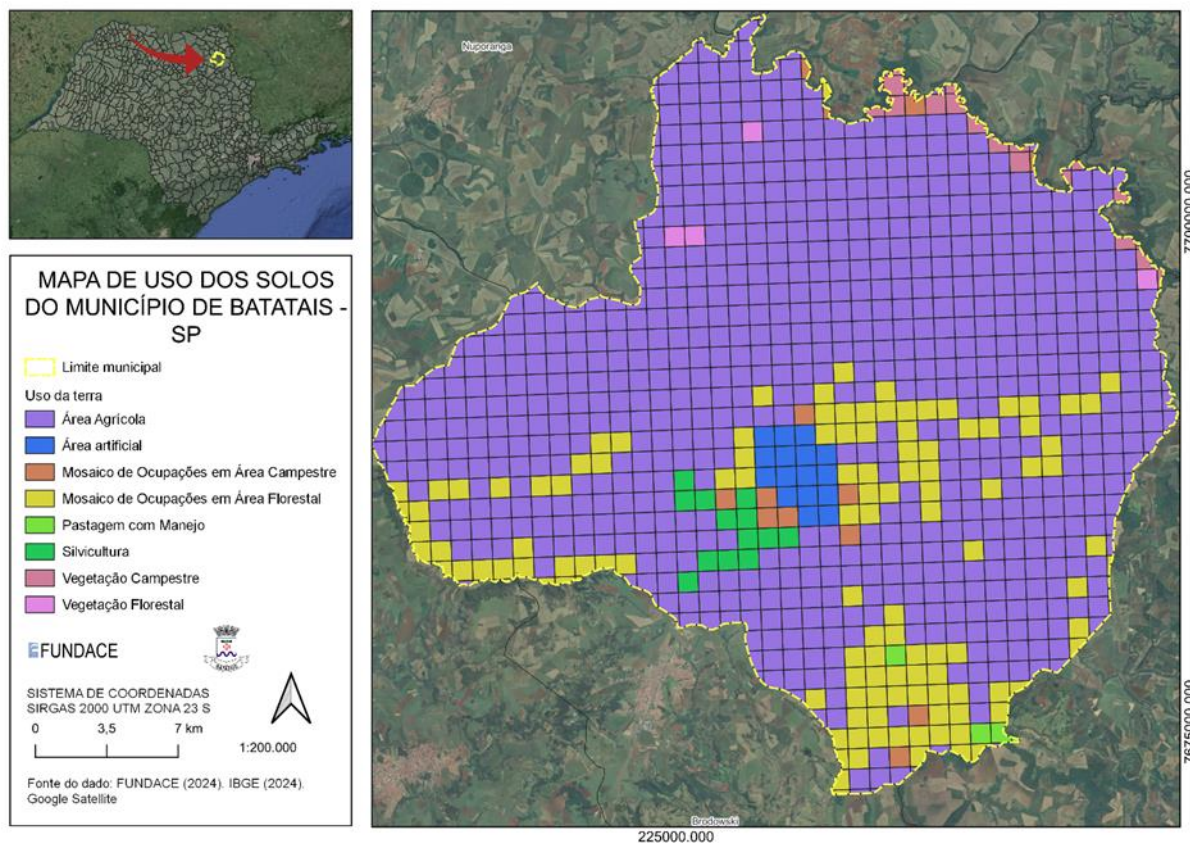 Nuporanga
MAPA DE USO DOS SOLOS
DO MUNICÍPIO DE BATATAIS -
SP
Limite municipal
Uso da terra
Área Agrícola
Área artificial
Mosaico de Ocupações em Área Campestre
Mosaico de Ocupações em Área Florestal
Pastagem com Manejo
Silvicultura
Vegetação Campestre
Vegetação Florestal
FUNDACE
SISTEMA DE COORDENADAS
SIRGAS 2000 UTM ZONA 23 S
0 3,5 7 km
1:200.000
Fonte do dado: FUNDACE (2024). IBGE (2024).
Google Satellite
7700000.000
7675000.000
Brodowski
225000.000